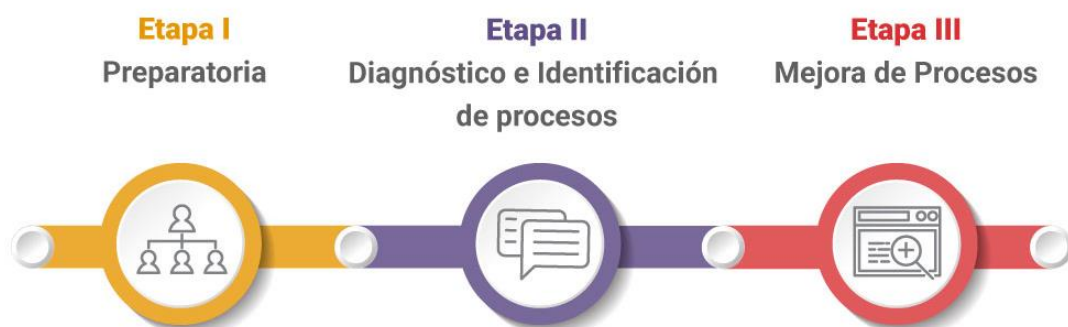 Etapa I
Preparatoria
Etapa II
Diagnóstico e Identificación
de procesos
Etapa III
Mejora de Procesos